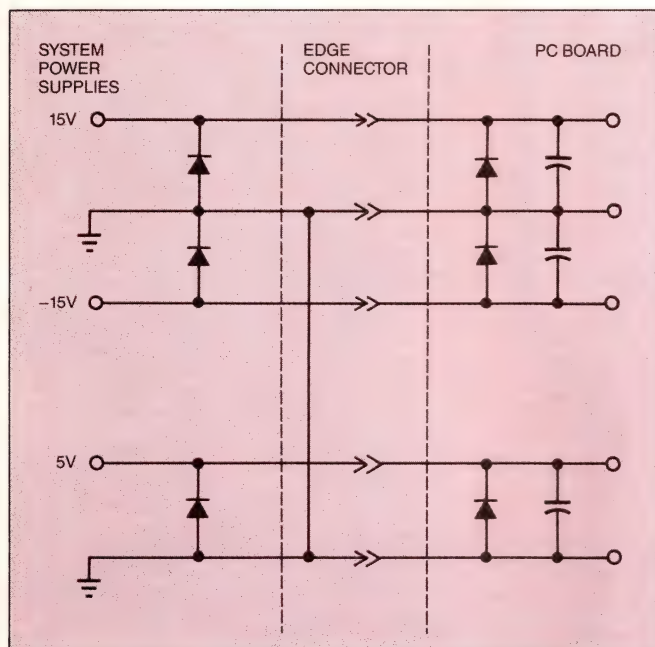 SYSTEM
POWER
SUPPLIES
EDGE
CONNECTOR
PC BOARD
15V
−15V
5V